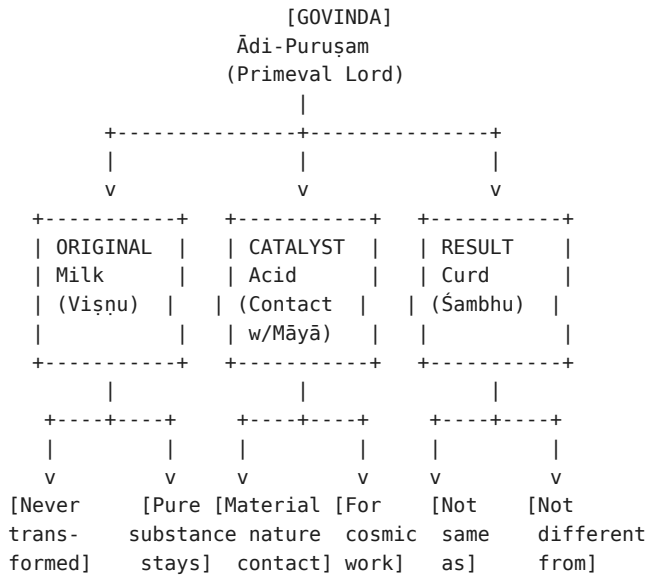 [GOVINDA]
Ādi-Puruṣam
(Primeval Lord)
|
+---------------+---------------+
| | |
v v v
+-----------+ +-----------+ +-----------+
| ORIGINAL | | CATALYST | | RESULT |
| Milk | | Acid | | Curd |
| (Viṣṇu) | | (Contact | | (Śambhu) |
| | | w/Māyā) | | |
+-----------+ +-----------+ +-----------+
| | |
+----+----+ +----+----+ +----+----+
| | | | | |
v v v v v v
[Never [Pure [Material [For [Not [Not
trans- substance nature cosmic same different
formed] stays] contact] work] as] from]